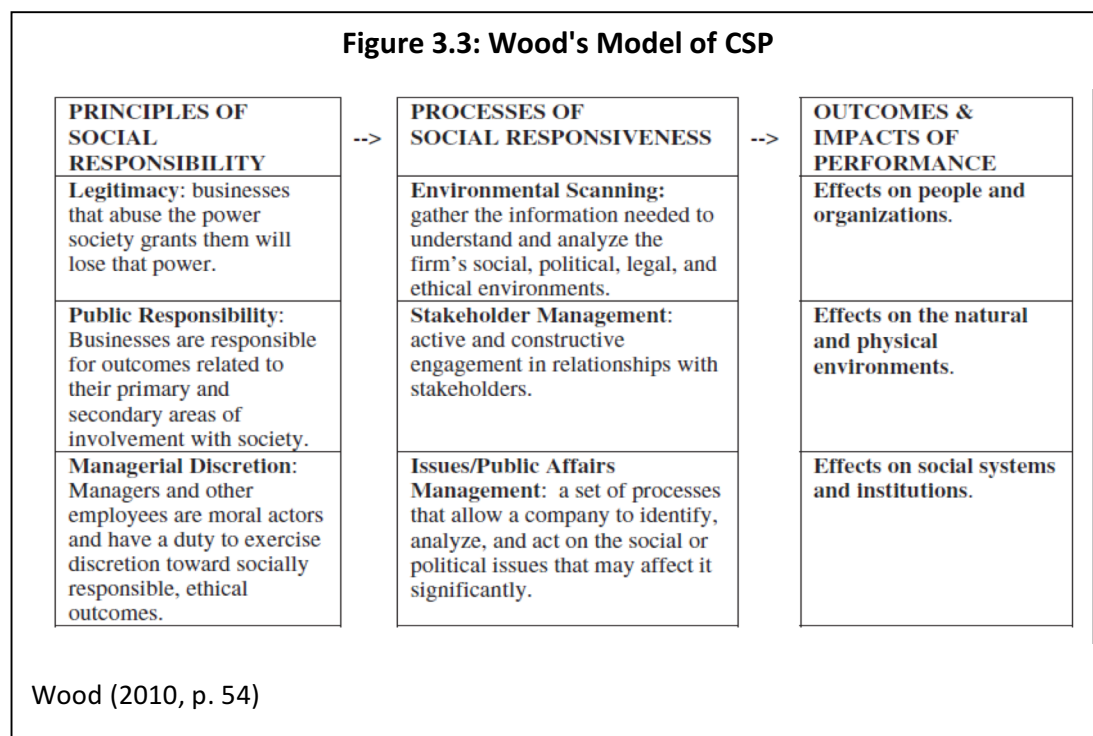 Figure 3.3: Wood's Model of CSP
PRINCIPLES OF
SOCIAL
RESPONSIBILITY
-->
PROCESSES OF
SOCIAL RESPONSIVENESS
-->
OUTCOMES &
IMPACTS OF
PERFORMANCE
Legitimacy: businesses
that abuse the power
society grants them will
lose that power.
Environmental Scanning:
gather the information needed to
understand and analyze the
firm's social, political, legal, and
ethical environments.
Effects on people and
organizations.
Public Responsibility:
Businesses are responsible
for outcomes related to
their primary and
secondary areas of
involvement with society.
Stakeholder Management:
active and constructive
engagement in relationships with
stakeholders.
Effects on the natural
and physical
environments.
Managerial Discretion:
Managers and other
employees are moral actors
and have a duty to exercise
discretion toward socially
responsible, ethical
outcomes.
Issues/Public Affairs
Management: a set of processes
that allow a company to identify,
analyze, and act on the social or
political issues that may affect it
significantly.
Effects on social systems
and institutions.
Wood (2010, p. 54)